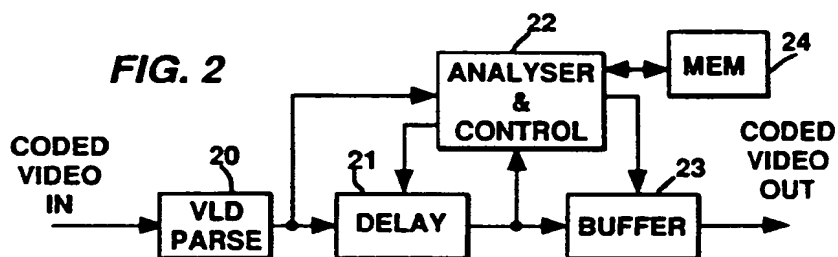 FIG. 2
22
ANALYSER
&
CONTROL
MEM
24
CODED
VIDEO
IN
20
VLD
PARSE
21
DELAY
23
BUFFER
CODED
VIDEO
OUT